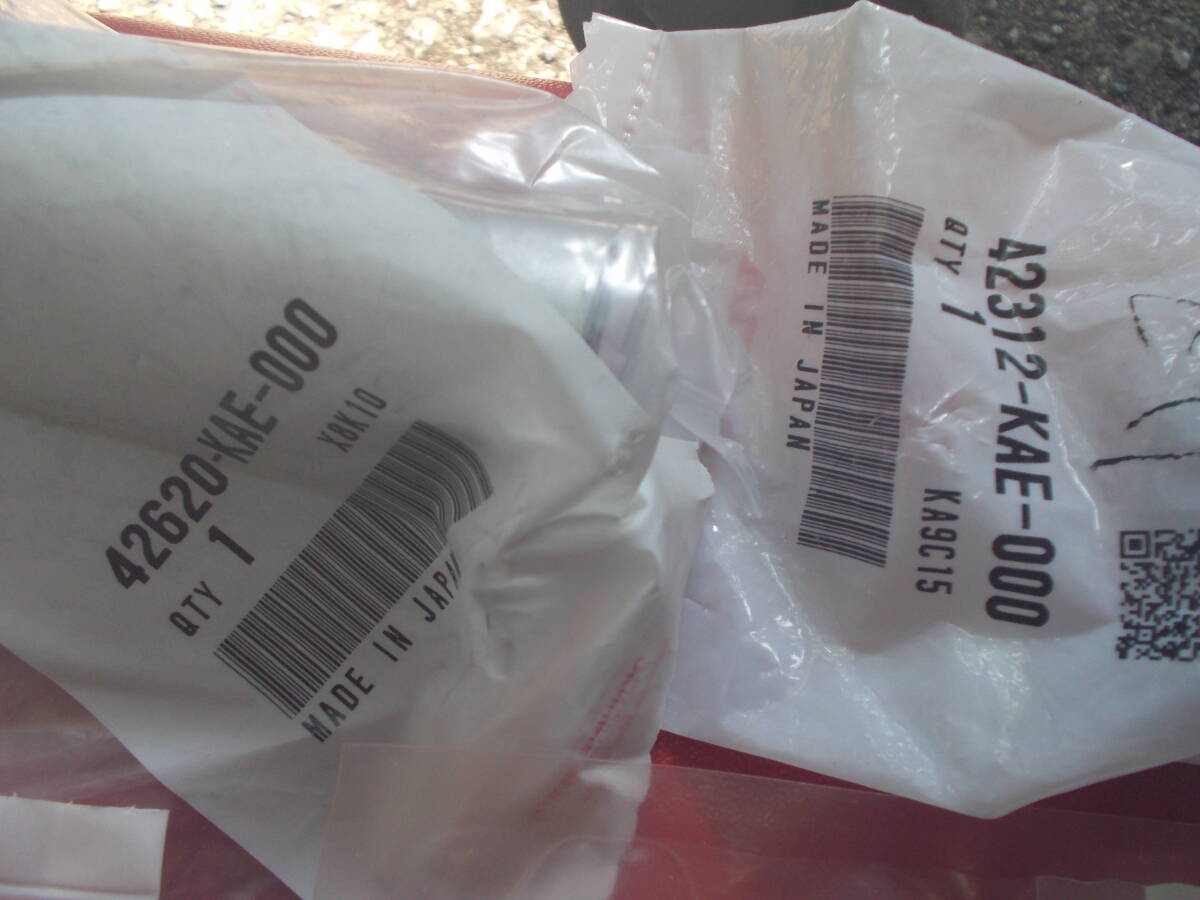 42620-KAE-000
X8K10
QTY 1
MADE IN JAPAN
42312-KAE-000
QTY 1
KA9C15
MADE IN JAPAN